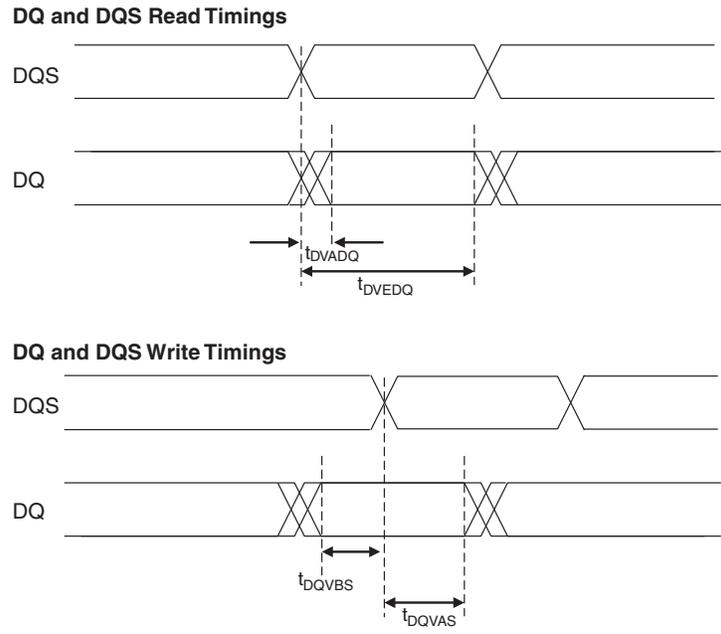 DQ and DQS Read Timings
DQS
DQ
tDVADQ
tDVEDQ
DQ and DQS Write Timings
DQS
DQ
tDQVBS
tDQVAS